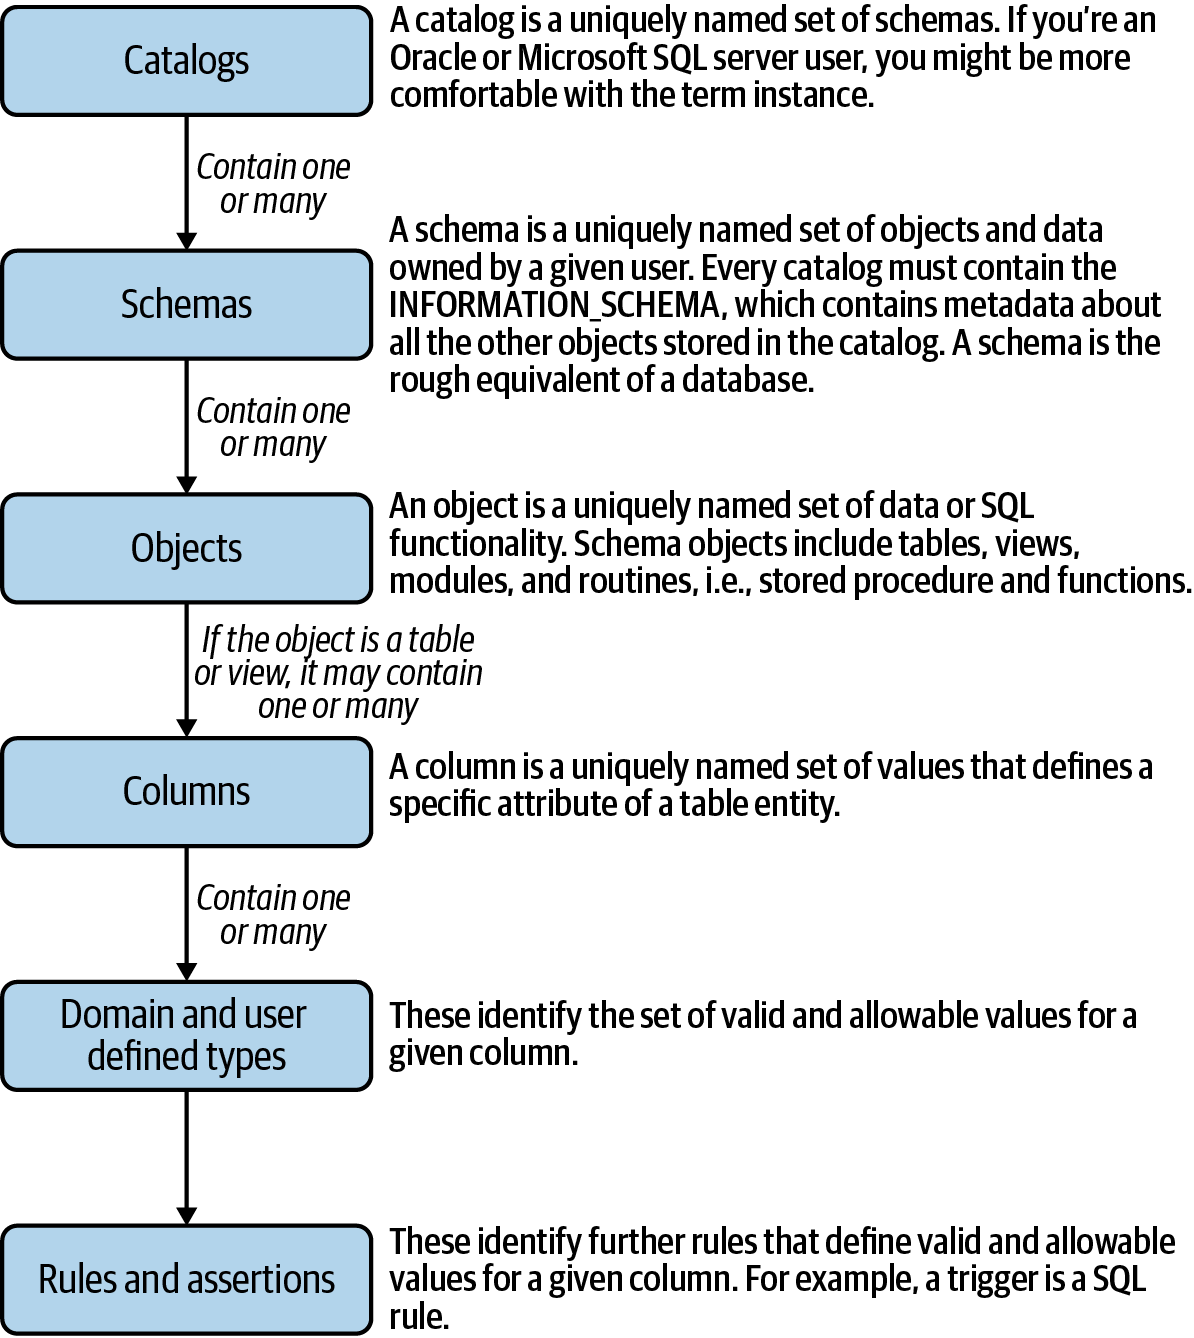 Catalogs
A catalog is a uniquely named set of schemas. If you’re an
Oracle or Microsoft SQL server user, you might be more
comfortable with the term instance.
Contain one
or many
Schemas
A schema is a uniquely named set of objects and data
owned by a given user. Every catalog must contain the
INFORMATION_SCHEMA, which contains metadata about
all the other objects stored in the catalog. A schema is the
rough equivalent of a database.
Contain one
or many
Objects
An object is a uniquely named set of data or SQL
functionality. Schema objects include tables, views,
modules, and routines, i.e., stored procedure and functions.
If the object is a table
or view, it may contain
one or many
Columns
A column is a uniquely named set of values that defines a
specific attribute of a table entity.
Contain one
or many
Domain and user
defined types
These identify the set of valid and allowable values for a
given column.
Rules and assertions
These identify further rules that define valid and allowable
values for a given column. For example, a trigger is a SQL
rule.